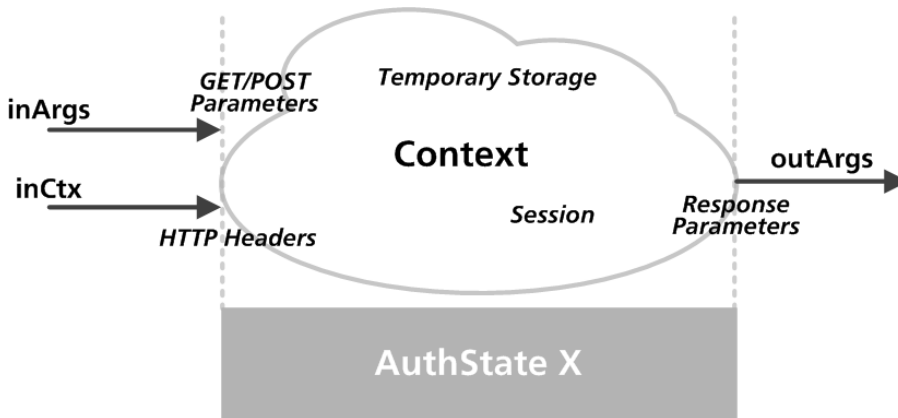 GET/POST
Parameters
Temporary Storage
inArgs
Context
outArgs
inCtx
Session
Response
Parameters
HTTP Headers
AuthState X